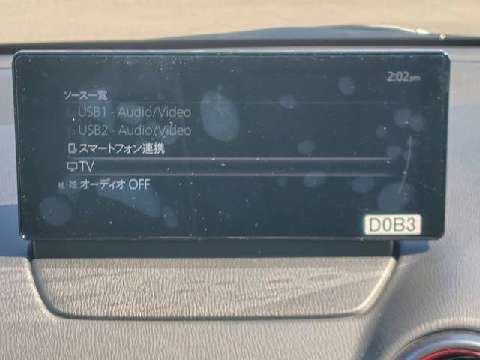 2:02pm
ソース一覧
USB1 - Audio/Video
USB2 - Audio/Video
スマートフォン連携
TV
オーディオ OFF
D0B3